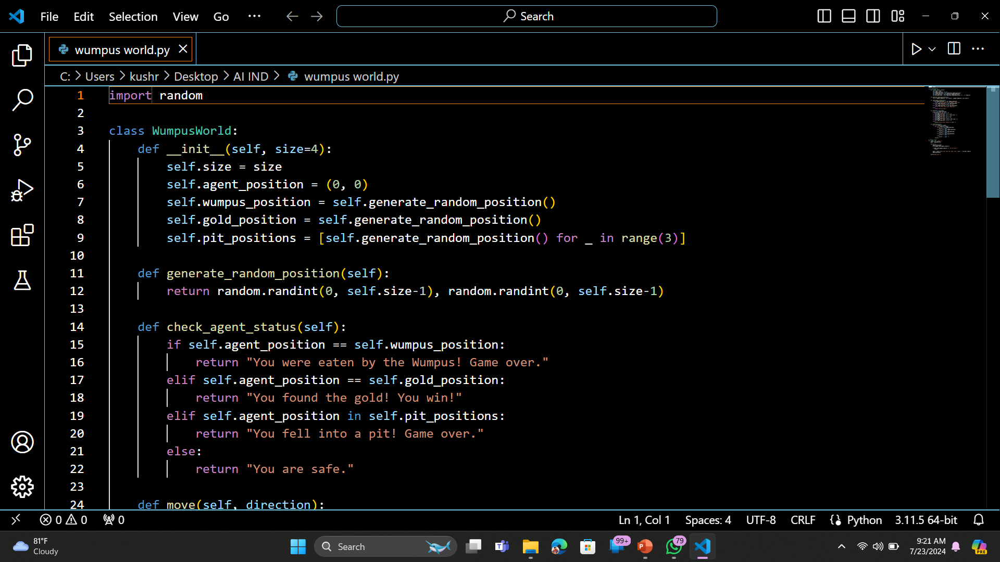 File Edit Selection View Go ··· Search
wumpus world.py
C: > Users > kushr > Desktop > AI IND > wumpus world.py
1 import random
2
3 class WumpusWorld:
4     def __init__(self, size=4):
5         self.size = size
6         self.agent_position = (0, 0)
7         self.wumpus_position = self.generate_random_position()
8         self.gold_position = self.generate_random_position()
9         self.pit_positions = [self.generate_random_position() for _ in range(3)]
10
11     def generate_random_position(self):
12         return random.randint(0, self.size-1), random.randint(0, self.size-1)
13
14     def check_agent_status(self):
15         if self.agent_position == self.wumpus_position:
16             return "You were eaten by the Wumpus! Game over."
17         elif self.agent_position == self.gold_position:
18             return "You found the gold! You win!"
19         elif self.agent_position in self.pit_positions:
20             return "You fell into a pit! Game over."
21         else:
22             return "You are safe."
23
24     def move(self, direction):
0 0 0 Ln 1, Col 1 Spaces: 4 UTF-8 CRLF Python 3.11.5 64-bit
81°F
Cloudy
Search
99+
79
9:21 AM
7/23/2024
PRE